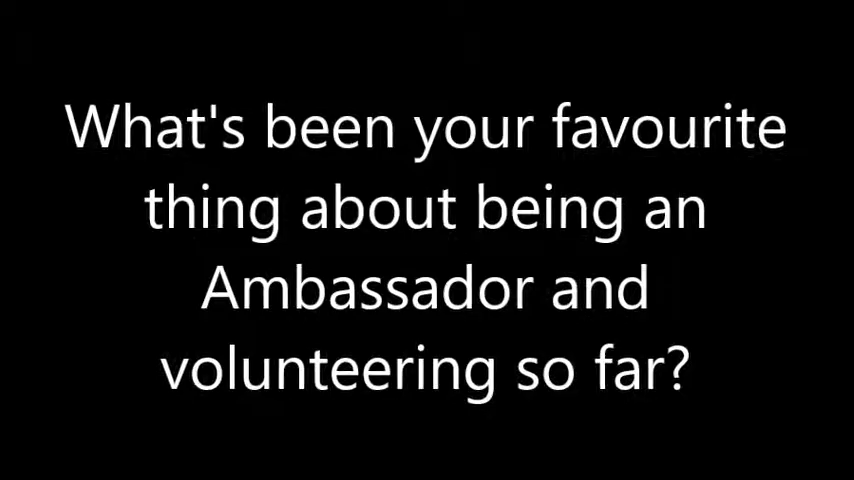 What's been your favourite
thing about being an
Ambassador and
volunteering so far?